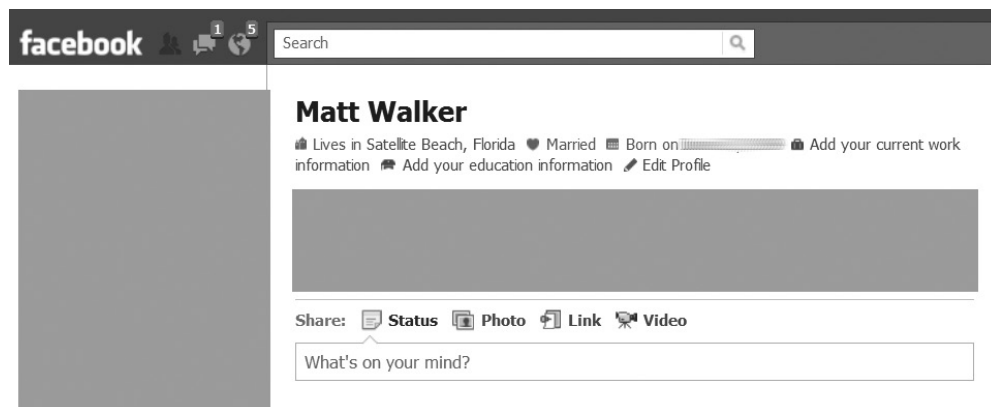 facebook 1 5 Search
Matt Walker
Lives in Satellite Beach, Florida Married Born on Add your current work
information Add your education information Edit Profile
Share: Status Photo Link Video
What's on your mind?